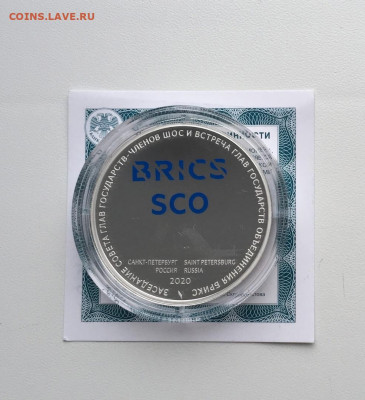 COINS.LAVE.RU
ЗАСЕДАНИЕ СОВЕТА ГЛАВ ГОСУДАРСТВ-ЧЛЕНОВ ШОС И ВСТРЕЧА ГЛАВ ГОСУДАРСТВ ОБЪЕДИНЕНИЯ БРИКС
BRICS
SCO
САНКТ-ПЕТЕРБУРГ SAINT PETERSBURG
РОССИЯ RUSSIA
2020